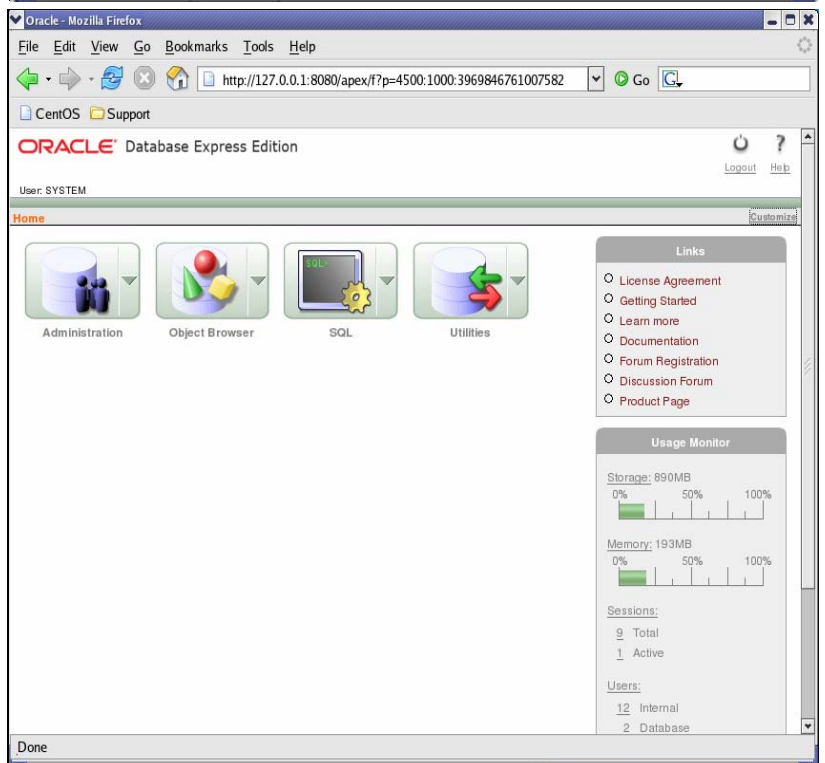 Oracle - Mozilla Firefox
File Edit View Go Bookmarks Tools Help
http://127.0.0.1:8080/apex/f?p=4500:1000:3969846761007582 Go G
CentOS Support
ORACLE Database Express Edition
Logout Help
User: SYSTEM
Home Customize
SQL>
Administration Object Browser SQL Utilities
Links
License Agreement
Getting Started
Learn more
Documentation
Forum Registration
Discussion Forum
Product Page
Usage Monitor
Storage: 890MB
0% 50% 100%
Memory: 193MB
0% 50% 100%
Sessions:
9 Total
1 Active
Users:
12 Internal
2 Database
Done